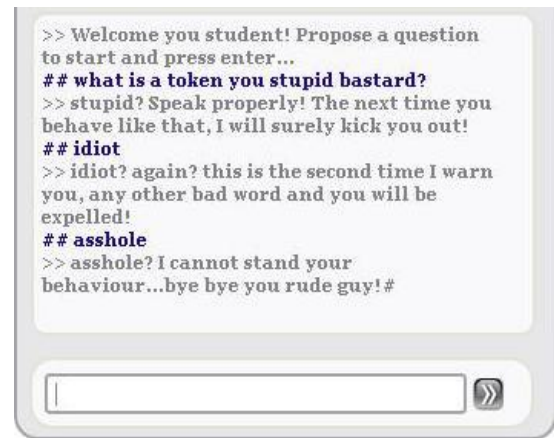 >> Welcome you student! Propose a question
to start and press enter...
## what is a token you stupid bastard?
>> stupid? Speak properly! The next time you
behave like that, I will surely kick you out!
## idiot
>> idiot? again? this is the second time I warn
you, any other bad word and you will be
expelled!
## asshole
>> asshole? I cannot stand your
behaviour...bye bye you rude guy!#